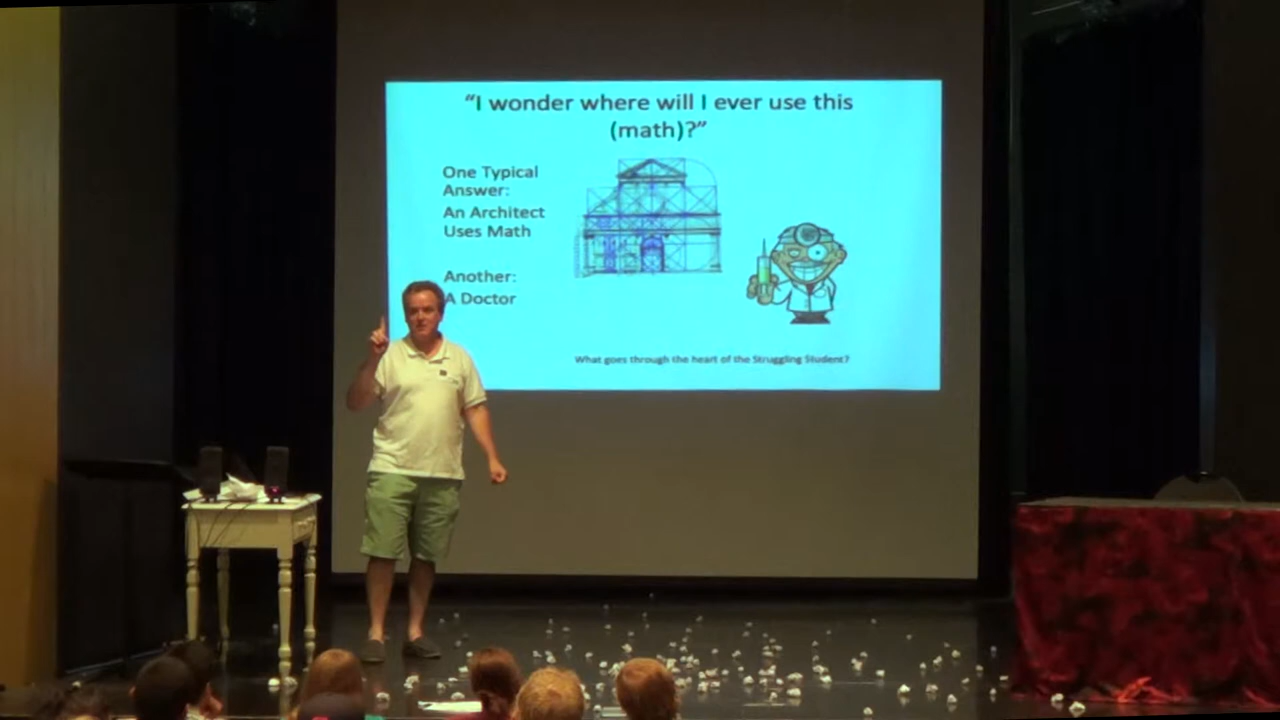 “I wonder where will I ever use this
(math)?”
One Typical
Answer:
An Architect
Uses Math
Another:
A Doctor
What goes through the heart of the Struggling Student?